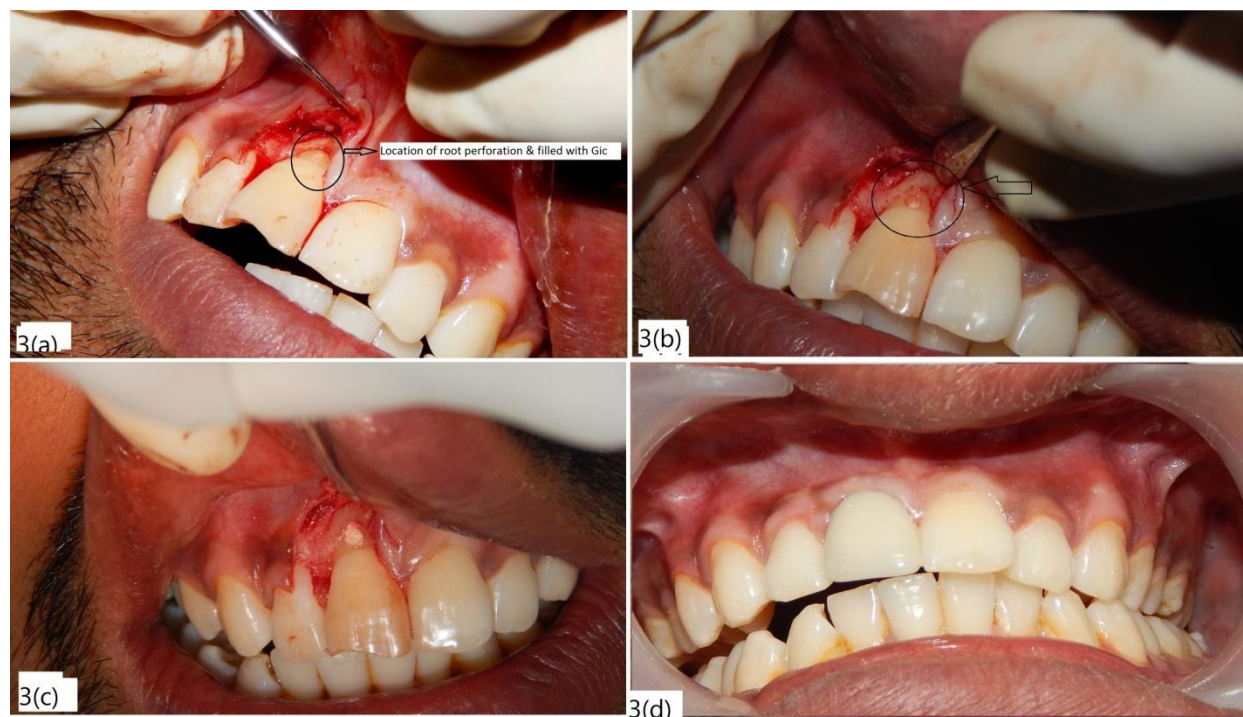 Location of root perforation & filled with Gic
3(a)
3(b)
3(c)
3(d)